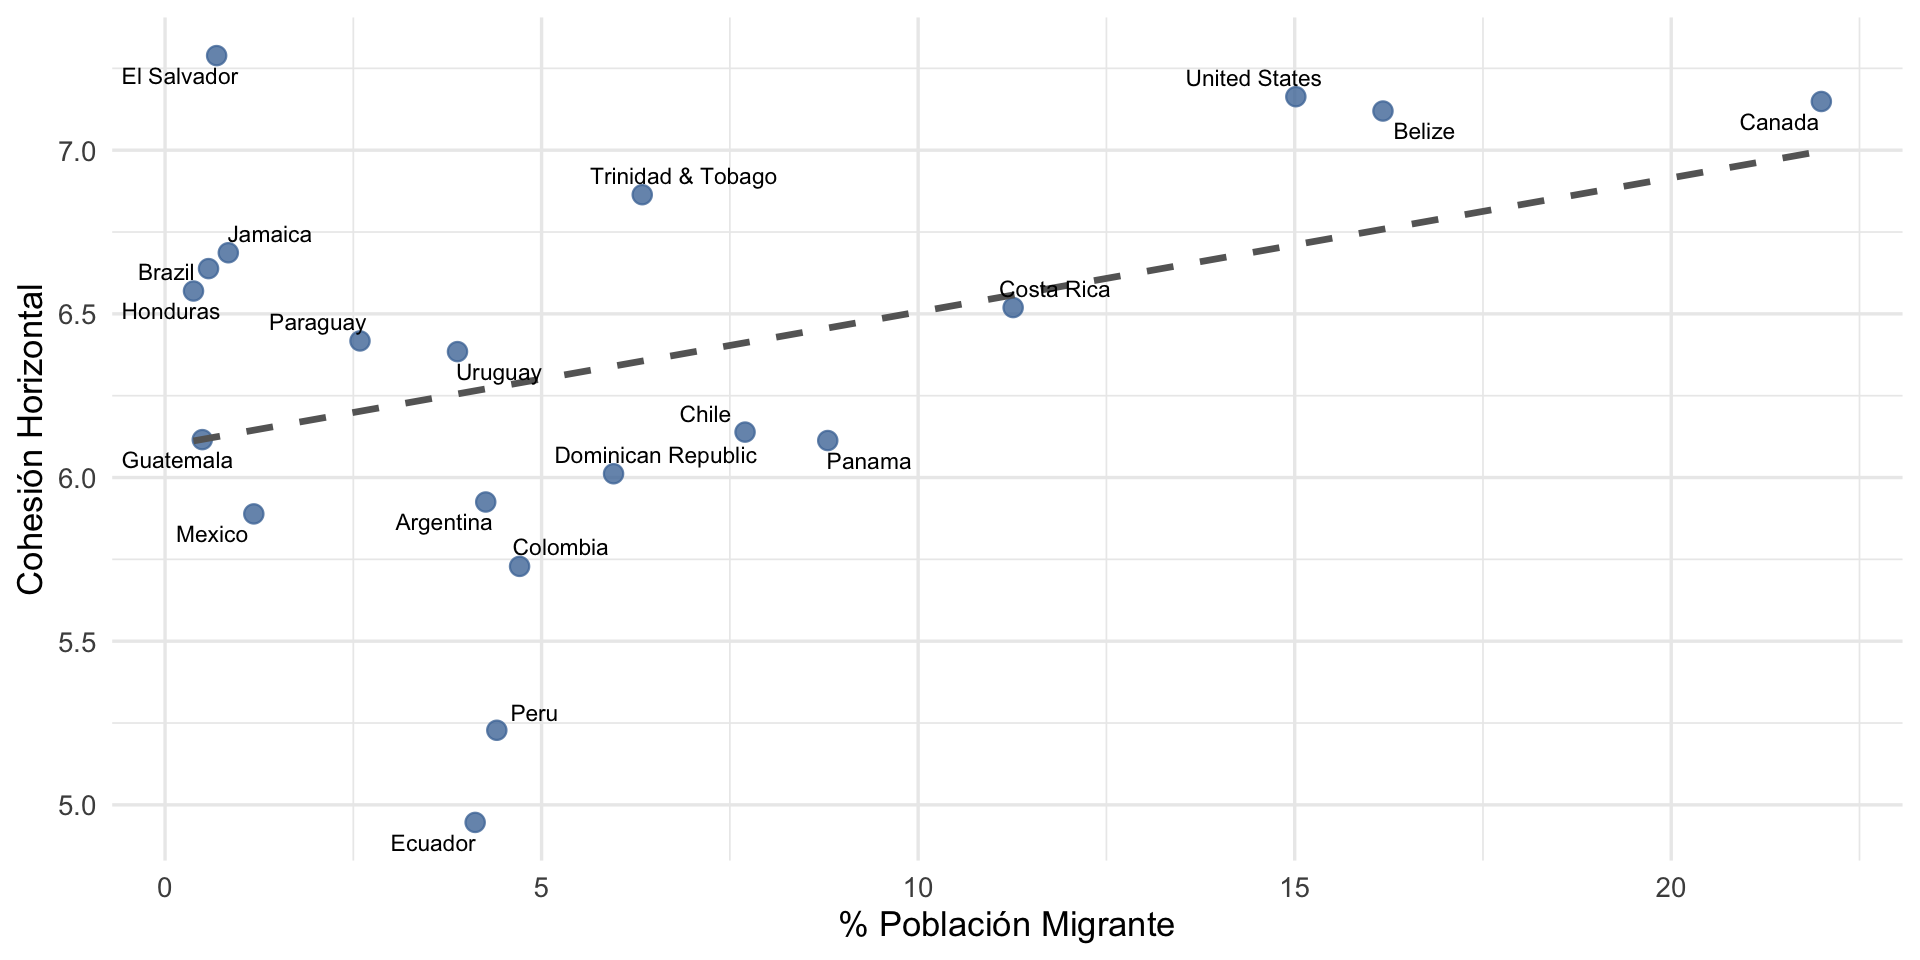 El Salvador
United States
Belize
Canada
7.0
Trinidad & Tobago
Jamaica
Brazil
Costa Rica
Honduras
6.5
Paraguay
Uruguay
Chile
Guatemala
Dominican Republic
Panama
6.0
Argentina
Mexico
Colombia
5.5
Peru
5.0
Ecuador
Cohesión Horizontal
0
5
10
15
20
% Población Migrante